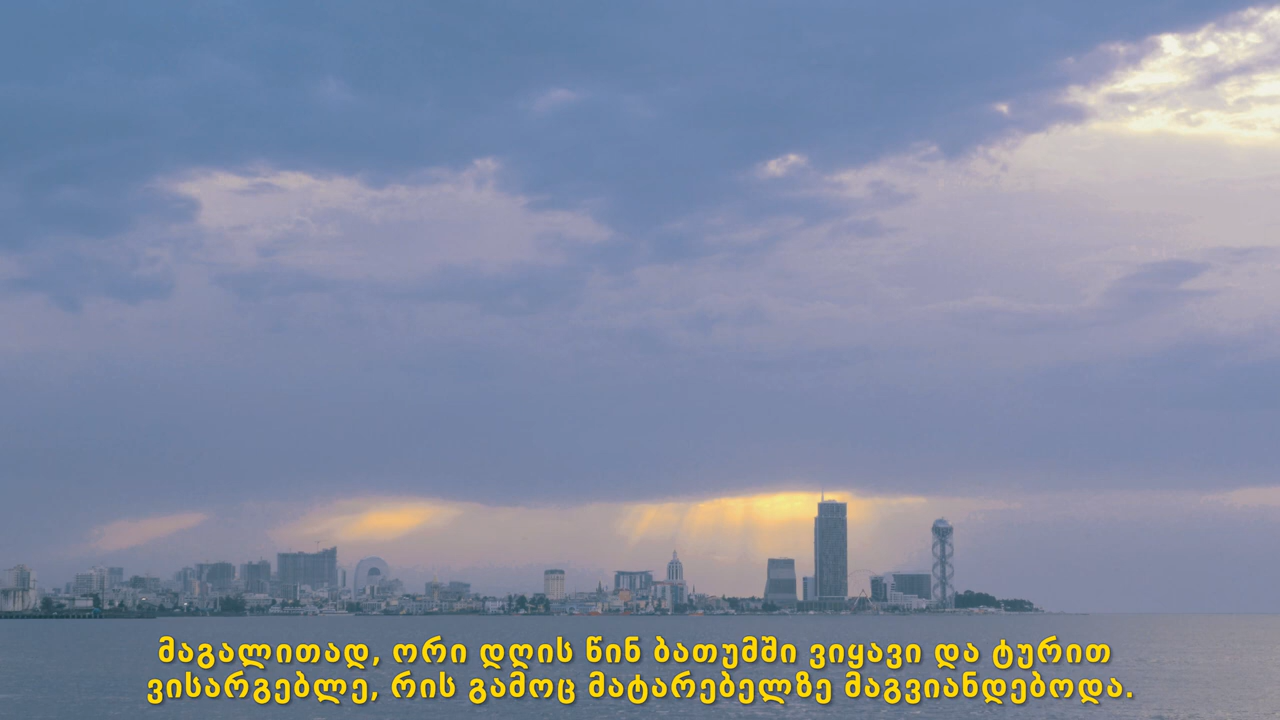 მაგალითად, ორი დღის წინ ბათუმში ვიყავი და ტურით
ვისარგებლე, რის გამოც მატარებელზე მაგვიანდებოდა.